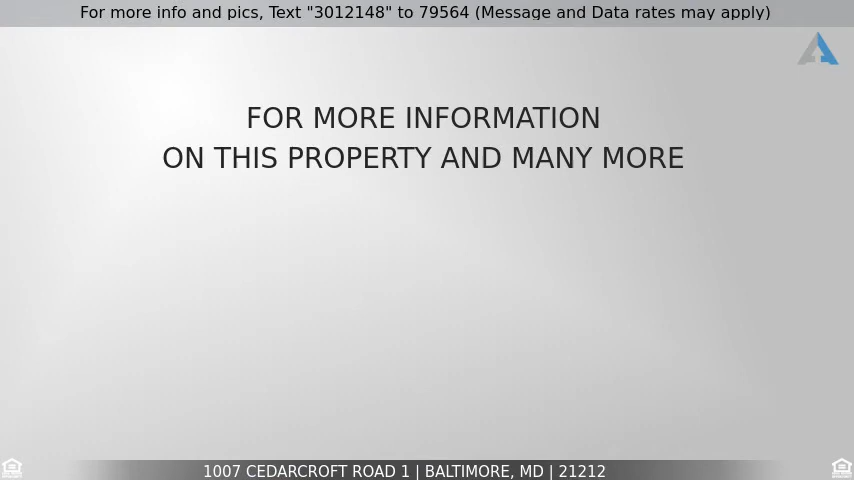 For more info and pics, Text "3012148" to 79564 (Message and Data rates may apply)
FOR MORE INFORMATION
ON THIS PROPERTY AND MANY MORE
1007 CEDARCROFT ROAD 1 | BALTIMORE, MD | 21212